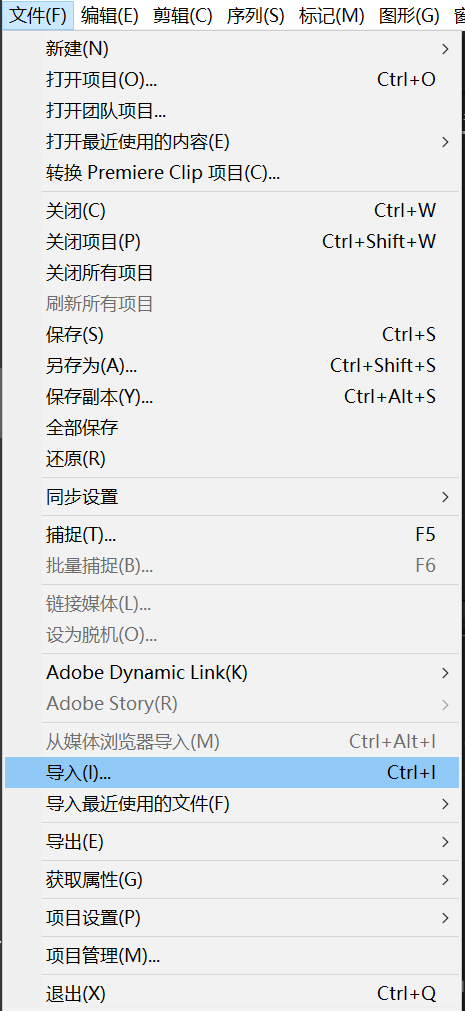 文件(F) 编辑(E) 剪辑(C) 序列(S) 标记(M) 图形(G)
新建(N)
打开项目(O)... Ctrl+O
打开团队项目...
打开最近使用的内容(E)
转换 Premiere Clip 项目(C)...
关闭(C) Ctrl+W
关闭项目(P) Ctrl+Shift+W
关闭所有项目
刷新所有项目
保存(S) Ctrl+S
另存为(A)... Ctrl+Shift+S
保存副本(Y)... Ctrl+Alt+S
全部保存
还原(R)
同步设置
捕捉(T)... F5
批量捕捉(B)... F6
链接媒体(L)...
设为脱机(O)...
Adobe Dynamic Link(K)
Adobe Story(R)
从媒体浏览器导入(M) Ctrl+Alt+I
导入(I)... Ctrl+I
导入最近使用的文件(F)
导出(E)
获取属性(G)
项目设置(P)
项目管理(M)...
退出(X) Ctrl+Q